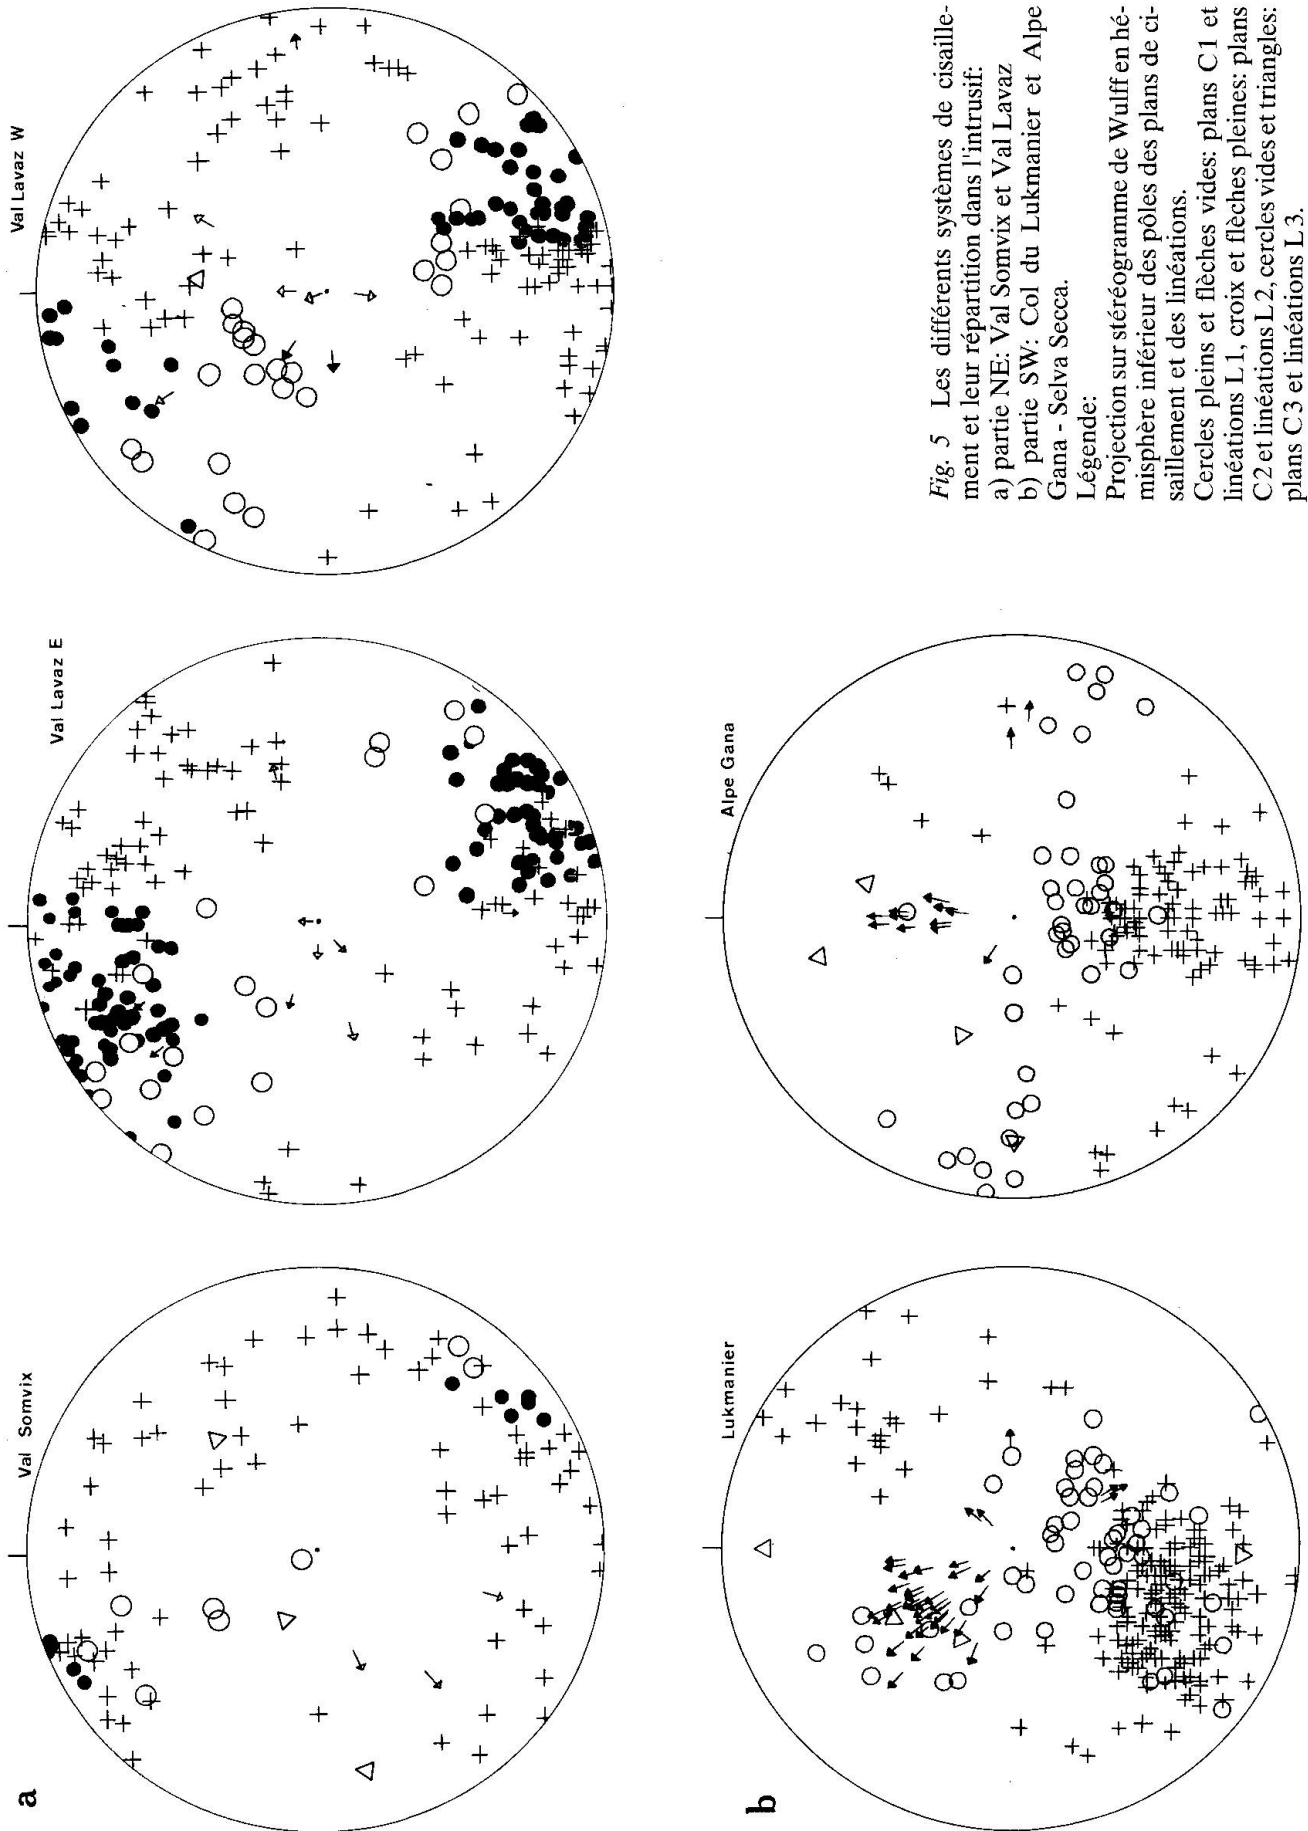 a
Val Somvix
Val Lavaz E
Val Lavaz W
b
Lukmanier
Alpe Gana
Fig. 5 Les différents systèmes de cisaille-
ment et leur répartition dans l'intrusif:
a) partie NE: Val Somvix et Val Lavaz
b) partie SW: Col du Lukmanier et Alpe
Gana - Selva Secca.
Légende:
Projection sur stéréogramme de Wulff en hé-
misphère inférieur des pôles des plans de ci-
saillement et des linéations.
Cercles pleins et flèches vides: plans C1 et
linéations L1, croix et flèches pleines: plans
C2 et linéations L2, cercles vides et triangles:
plans C3 et linéations L3.